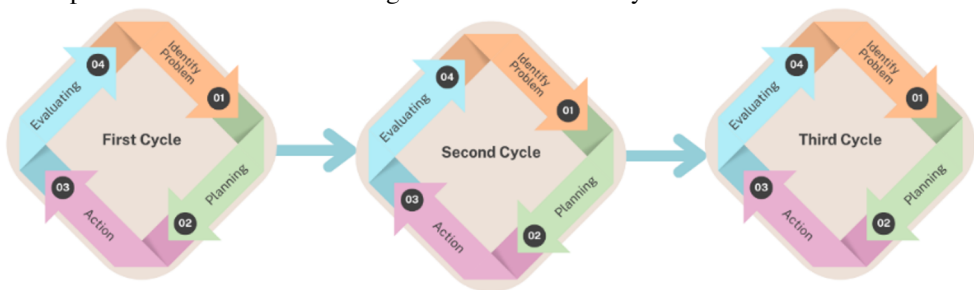 First Cycle
Identify
Problem
01
Planning
02
Action
03
Evaluating
04
Second Cycle
Identify
Problem
01
Planning
02
Action
03
Evaluating
04
Third Cycle
Identify
Problem
01
Planning
02
Action
03
Evaluating
04